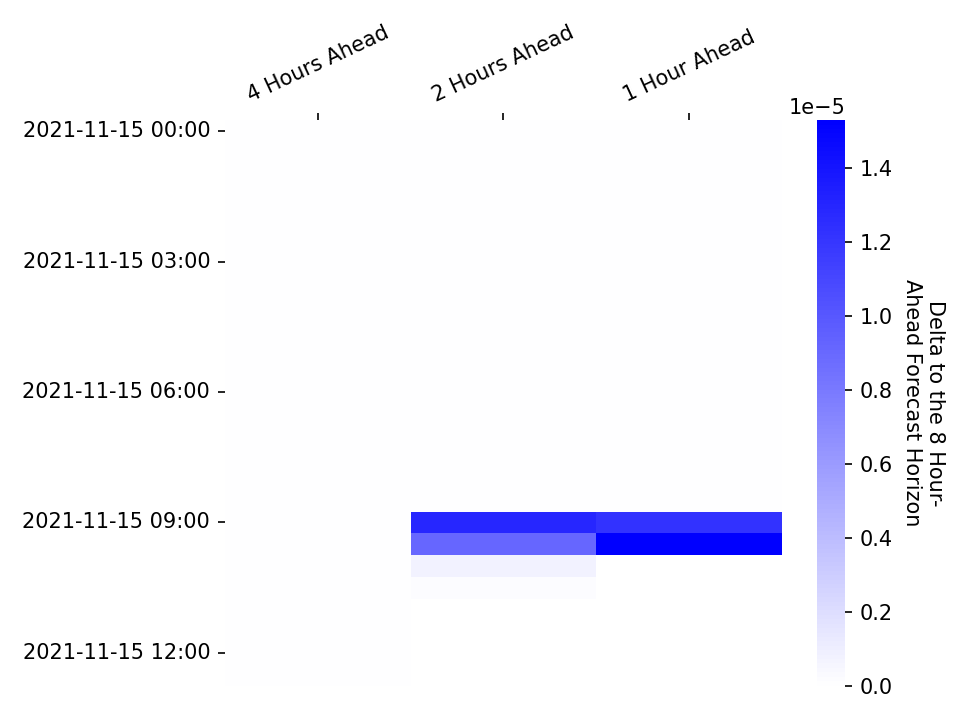 4 Hours Ahead
2 Hours Ahead
1 Hour Ahead
1e−5
2021-11-15 00:00
2021-11-15 03:00
2021-11-15 06:00
2021-11-15 09:00
2021-11-15 12:00
1.4
1.2
1.0
0.8
0.6
0.4
0.2
0.0
Delta to the 8 Hour-
Ahead Forecast Horizon